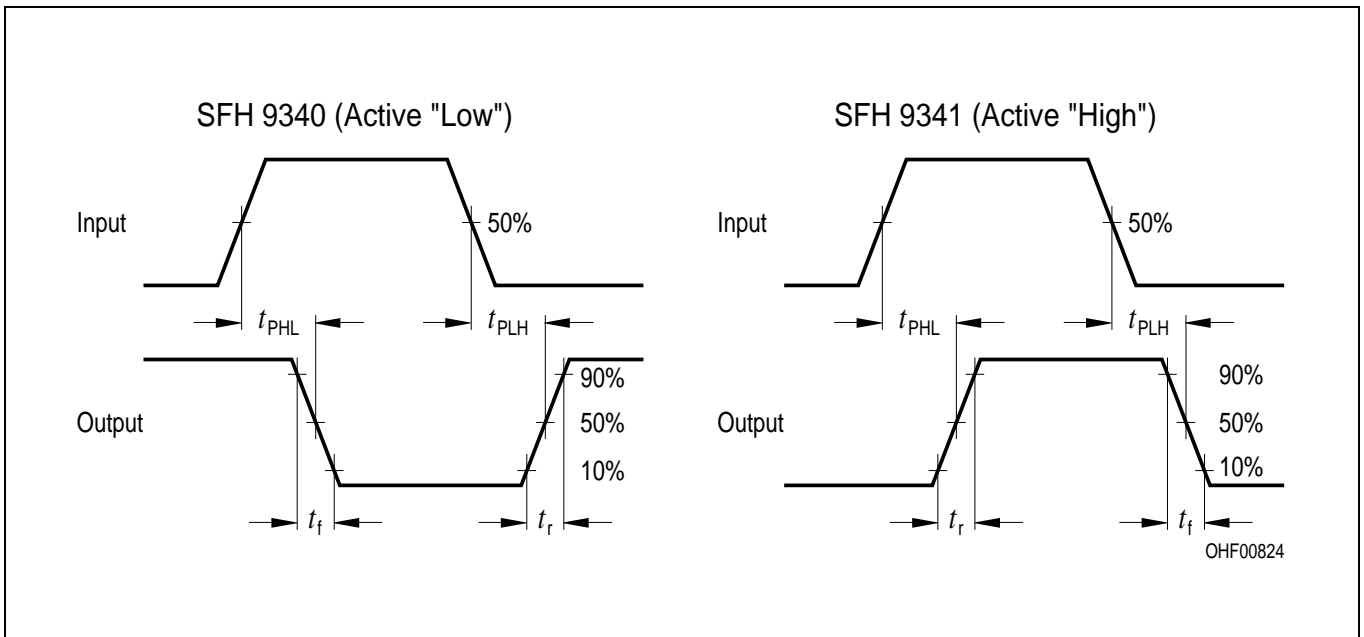 SFH 9340 (Active "Low")
Input
50%
tPHL
tPLH
Output
90%
50%
10%
tf
tr
SFH 9341 (Active "High")
Input
50%
tPHL
tPLH
Output
90%
50%
10%
tr
tf
OHF00824